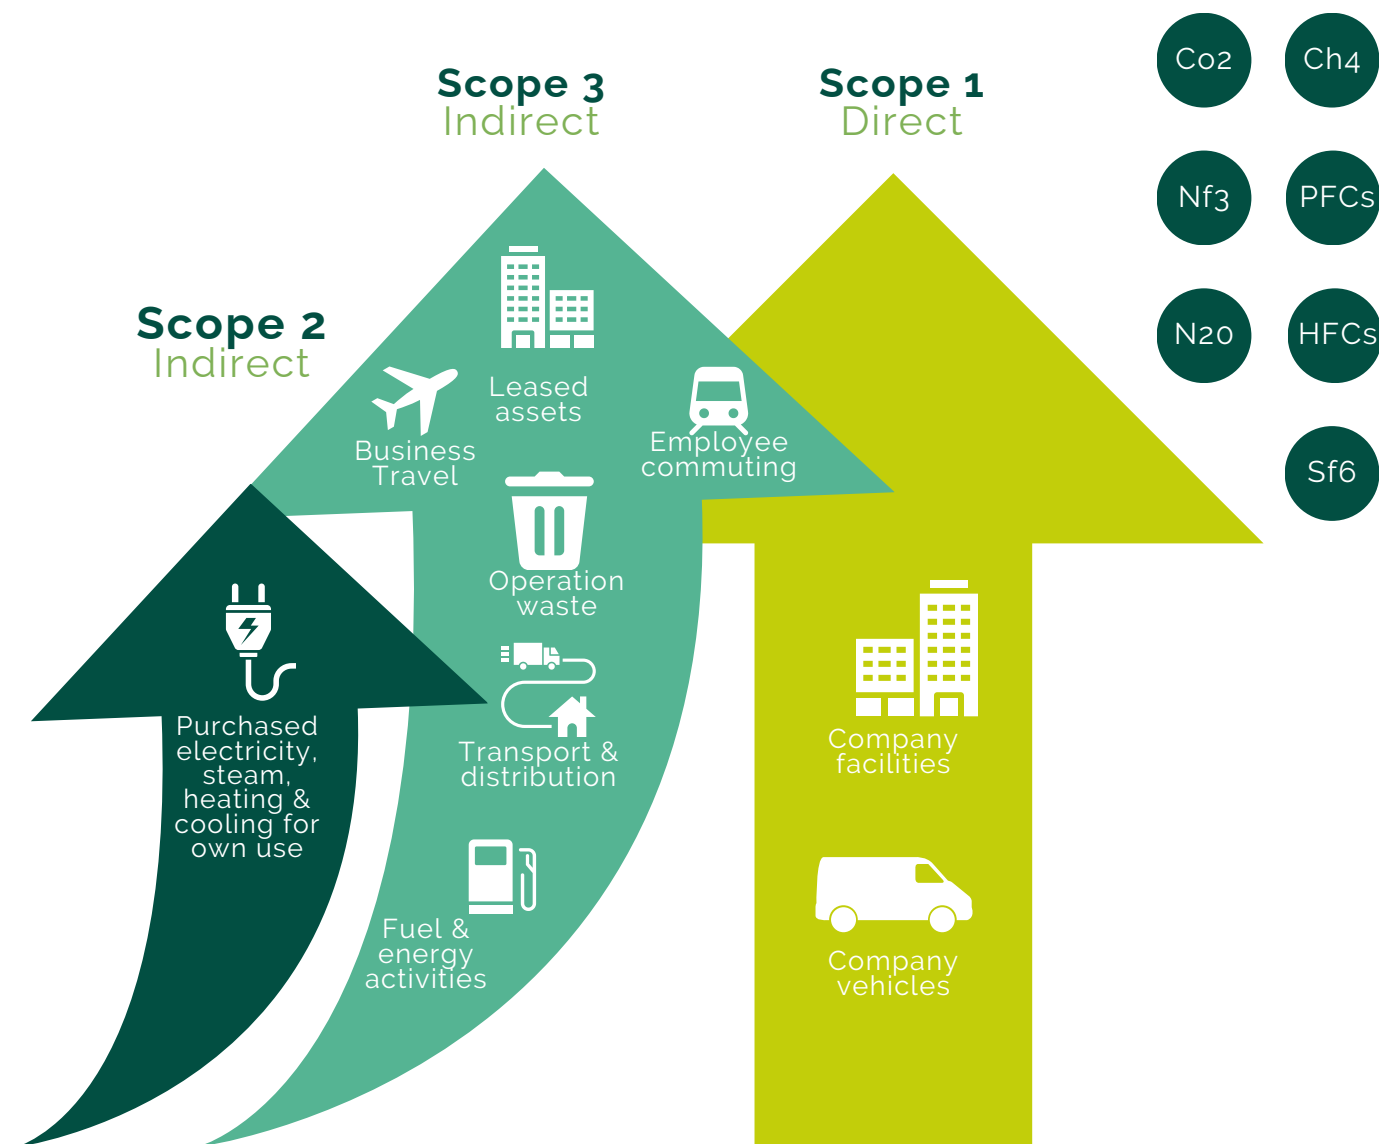 Scope 2
Indirect
Purchased
electricity,
steam,
heating &
cooling for
own use
Scope 3
Indirect
Leased
assets
Business
Travel
Employee
commuting
Operation
waste
Transport &
distribution
Fuel &
energy
activities
Scope 1
Direct
Company
facilities
Company
vehicles
Co2
Ch4
Nf3
PFCs
N20
HFCs
Sf6